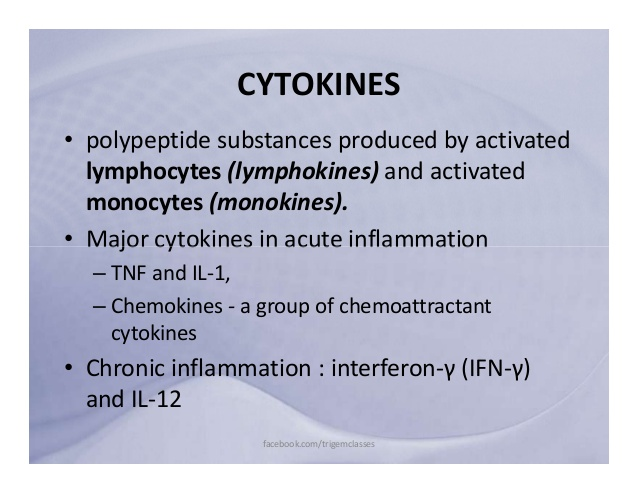 CYTOKINES
• polypeptide substances produced by activated
lymphocytes (lymphokines) and activated
monocytes (monokines).
• Major cytokines in acute inflammation
– TNF and IL-1,
– Chemokines - a group of chemoattractant
cytokines
• Chronic inflammation : interferon-γ (IFN-γ)
and IL-12
facebook.com/trigemclasses